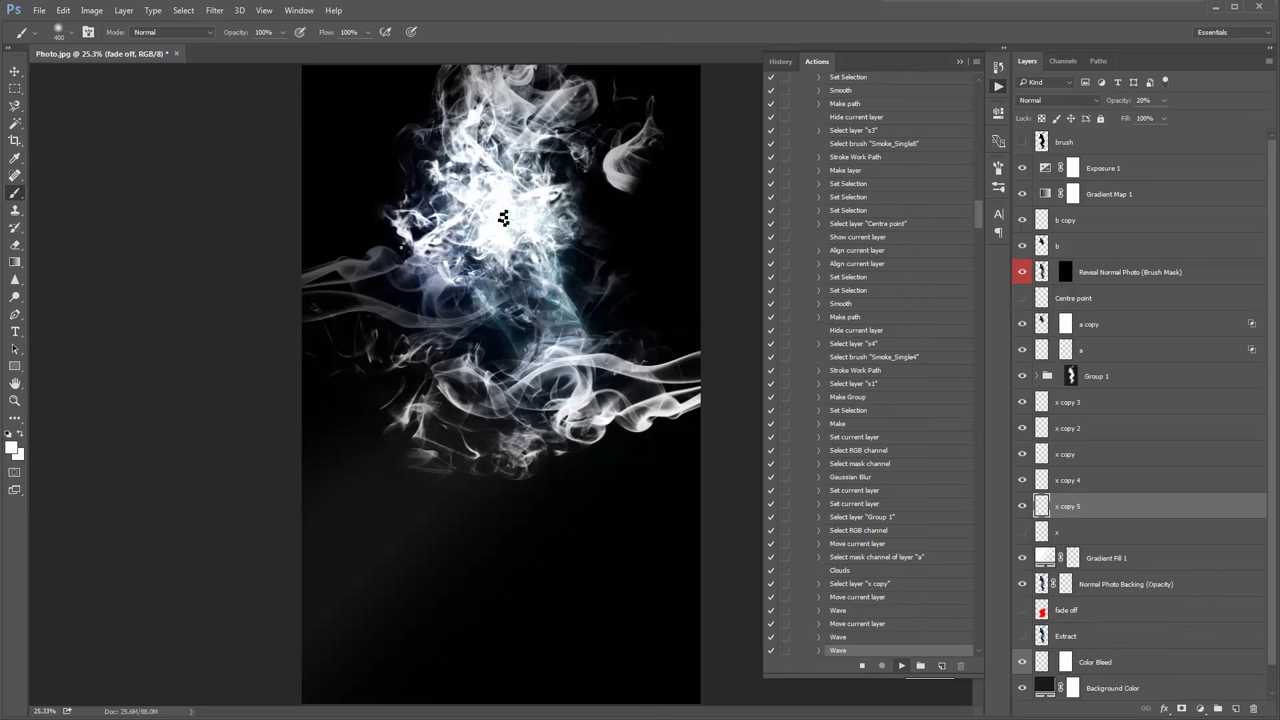 Ps File Edit Image Layer Type Select Filter 3D View Window Help
400 Mode: Normal Opacity: 100% Flow: 100% Essentials
Photo.jpg @ 25.3% (fade off, RGB/8) * ×
History Actions
Set Selection
Smooth
Make path
Hide current layer
Select layer "s3"
Select brush "Smoke_Single8"
Stroke Work Path
Make layer
Set Selection
Set Selection
Set Selection
Select layer "Centre point"
Show current layer
Align current layer
Align current layer
Set Selection
Set Selection
Smooth
Make path
Hide current layer
Select layer "s4"
Select brush "Smoke_Single4"
Stroke Work Path
Select layer "s1"
Make Group
Set Selection
Make
Set current layer
Select RGB channel
Select mask channel
Gaussian Blur
Set current layer
Set current layer
Select layer "Group 1"
Select RGB channel
Move current layer
Select mask channel of layer "a"
Clouds
Select layer "x copy"
Move current layer
Wave
Move current layer
Wave
Wave
Layers Channels Paths
Kind
Normal Opacity: 20%
Lock: Fill: 100%
brush
Exposure 1
Gradient Map 1
b copy
b
Reveal Normal Photo (Brush Mask)
Centre point
a copy
a
Group 1
x copy 3
x copy 2
x copy
x copy 4
x copy 5
x
Gradient Fill 1
Normal Photo Backing (Opacity)
fade off
Extract
Color Bleed
Background Color
25.33% Doc: 25.6M/88.0M